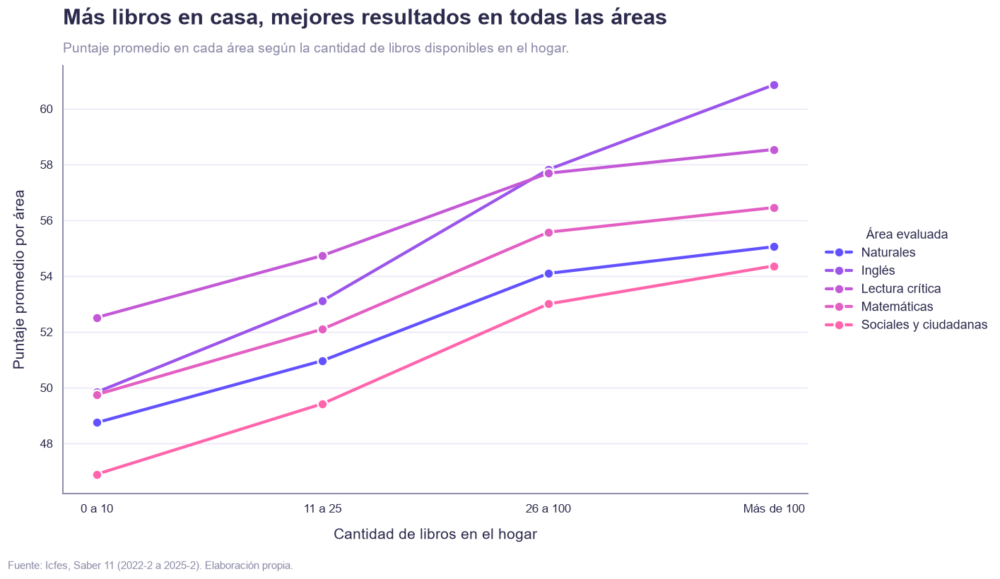 Más libros en casa, mejores resultados en todas las áreas
Puntaje promedio en cada área según la cantidad de libros disponibles en el hogar.
Puntaje promedio por área
60
58
56
54
52
50
48
0 a 10
11 a 25
26 a 100
Más de 100
Cantidad de libros en el hogar
Área evaluada
Naturales
Inglés
Lectura crítica
Matemáticas
Sociales y ciudadanas
Fuente: Icfes, Saber 11 (2022-2 a 2025-2). Elaboración propia.